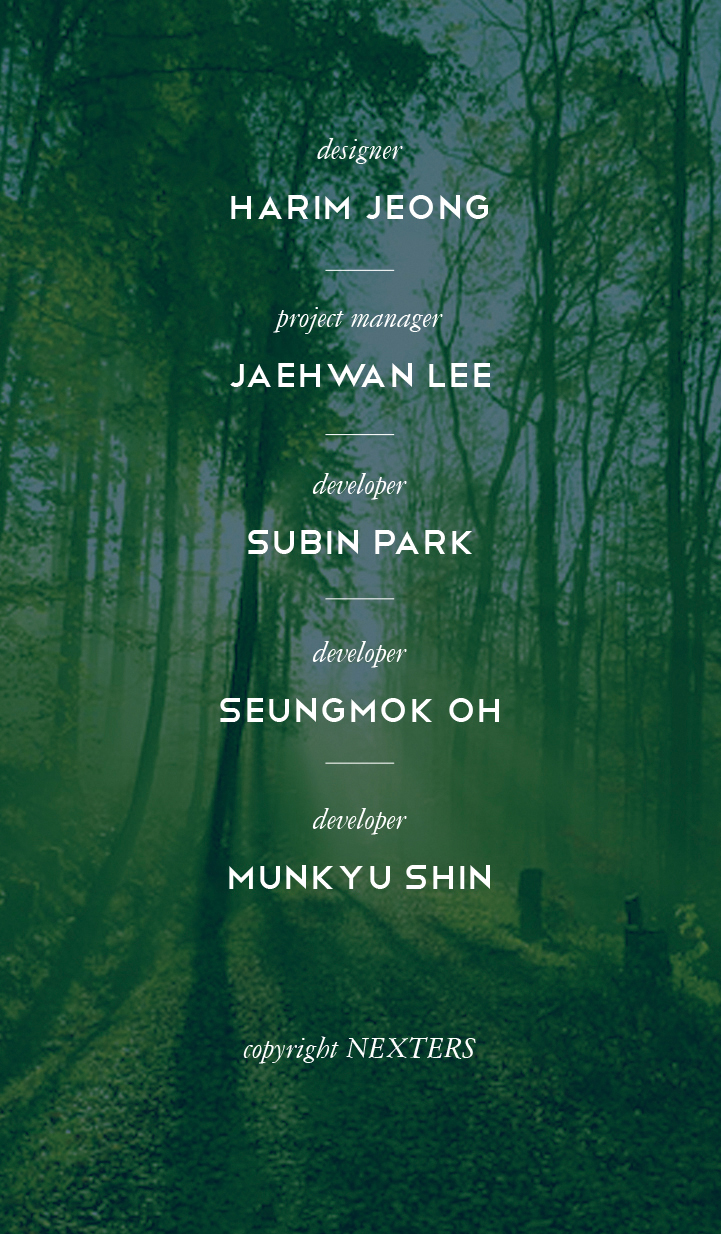 designer
HARIM JEONG
project manager
JAEHWAN LEE
developer
SUBIN PARK
developer
SEUNGMOK OH
developer
MUNKYU SHIN
copyright NEXTERS